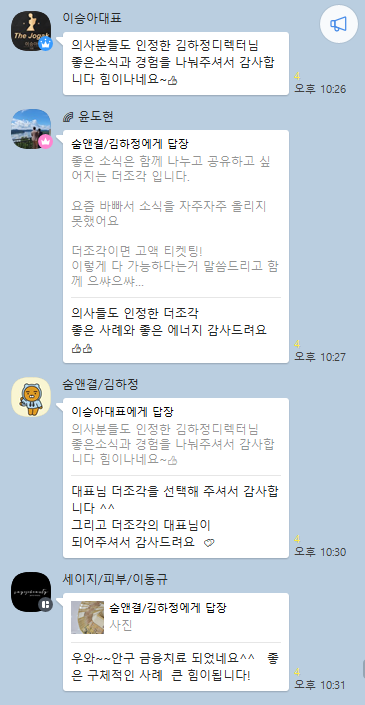 The Jogak
이승아대표
의사분들도 인정한 김하정디렉터님
좋은소식과 경험을 나눠주셔서 감사합
니다 힘이나네요~👍
4
오후 10:26
윤도현
숨앤결/김하정에게 답장
좋은 소식은 함께 나누고 공유하고 싶
어지는 더조각 입니다.
요즘 바빠서 소식을 자주자주 올리지
못했어요
더조각이면 고액 티켓팅!
이렇게 다 가능하다는거 말씀드리고 함
께 으쌰으쌰...
의사들도 인정한 더조각
좋은 사례와 좋은 에너지 감사드려요
👍👍
4
오후 10:27
숨앤결/김하정
이승아대표에게 답장
의사분들도 인정한 김하정디렉터님
좋은소식과 경험을 나눠주셔서 감사합
니다 힘이나네요~👍
대표님 더조각을 선택해 주셔서 감사합
니다 ^^
그리고 더조각의 대표님이
되어주셔서 감사드려요 ♡
4
오후 10:30
세이지/피부/이동규
숨앤결/김하정에게 답장
사진
우와~~안구 금융치료 되었네요^^ 좋
은 구체적인 사례 큰 힘이됩니다!
4
오후 10:31